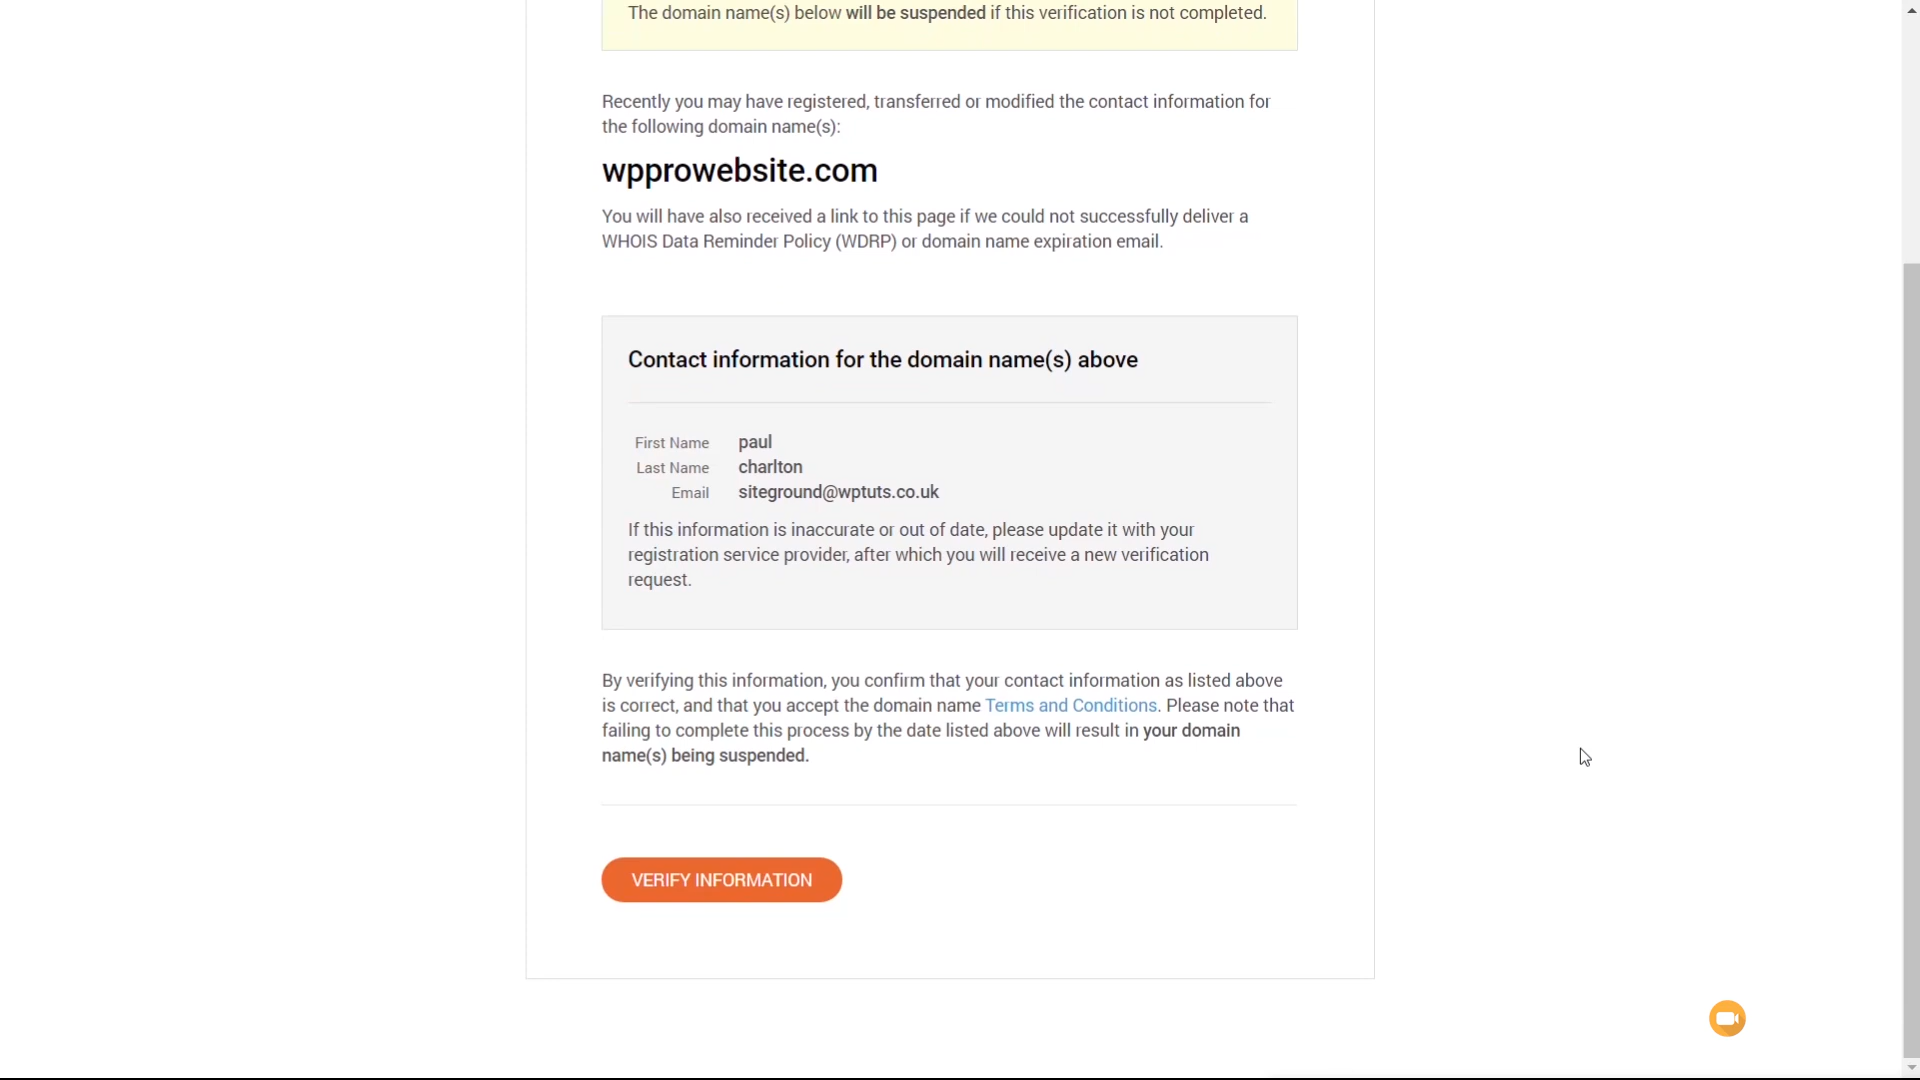 The domain name(s) below will be suspended if this verification is not completed.
Recently you may have registered, transferred or modified the contact information for
the following domain name(s):
wpprowebsite.com
You will have also received a link to this page if we could not successfully deliver a
WHOIS Data Reminder Policy (WDRP) or domain name expiration email.
Contact information for the domain name(s) above
First Name paul
Last Name charlton
Email siteground@wptuts.co.uk
If this information is inaccurate or out of date, please update it with your
registration service provider, after which you will receive a new verification
request.
By verifying this information, you confirm that your contact information as listed above
is correct, and that you accept the domain name Terms and Conditions. Please note that
failing to complete this process by the date listed above will result in your domain
name(s) being suspended.
VERIFY INFORMATION